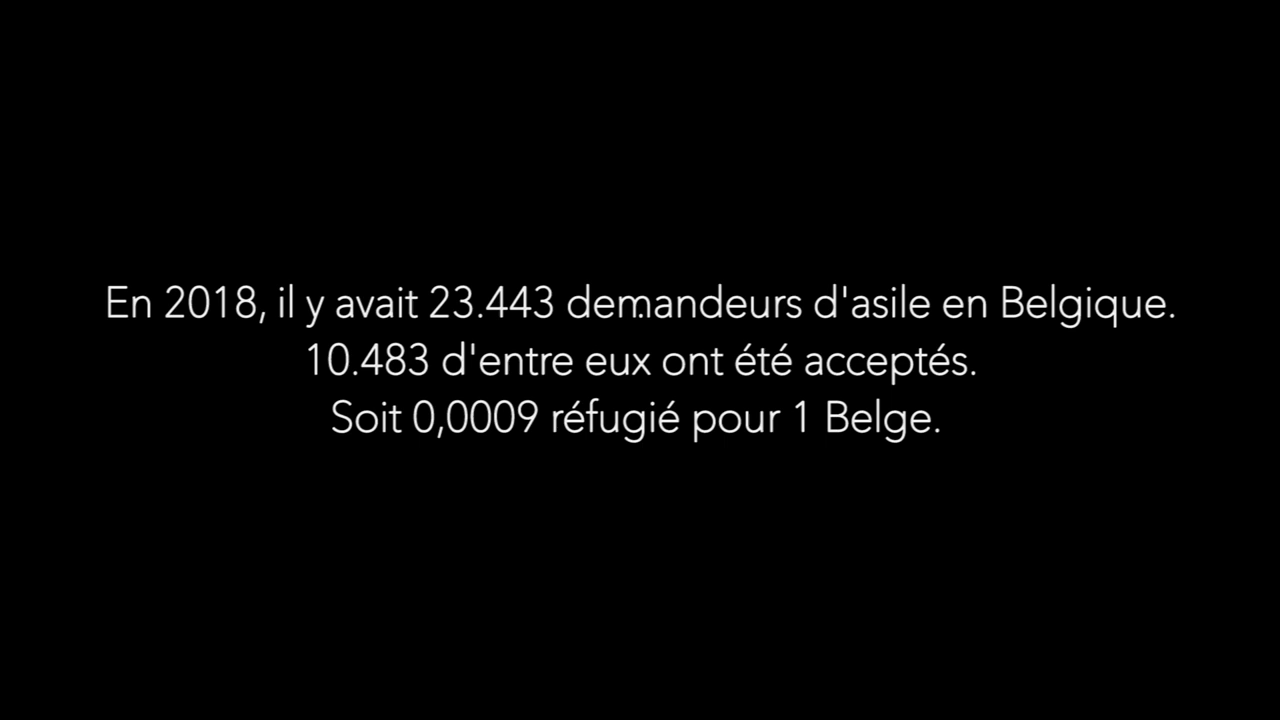 En 2018, il y avait 23.443 demandeurs d'asile en Belgique.
10.483 d'entre eux ont été acceptés.
Soit 0,0009 réfugié pour 1 Belge.